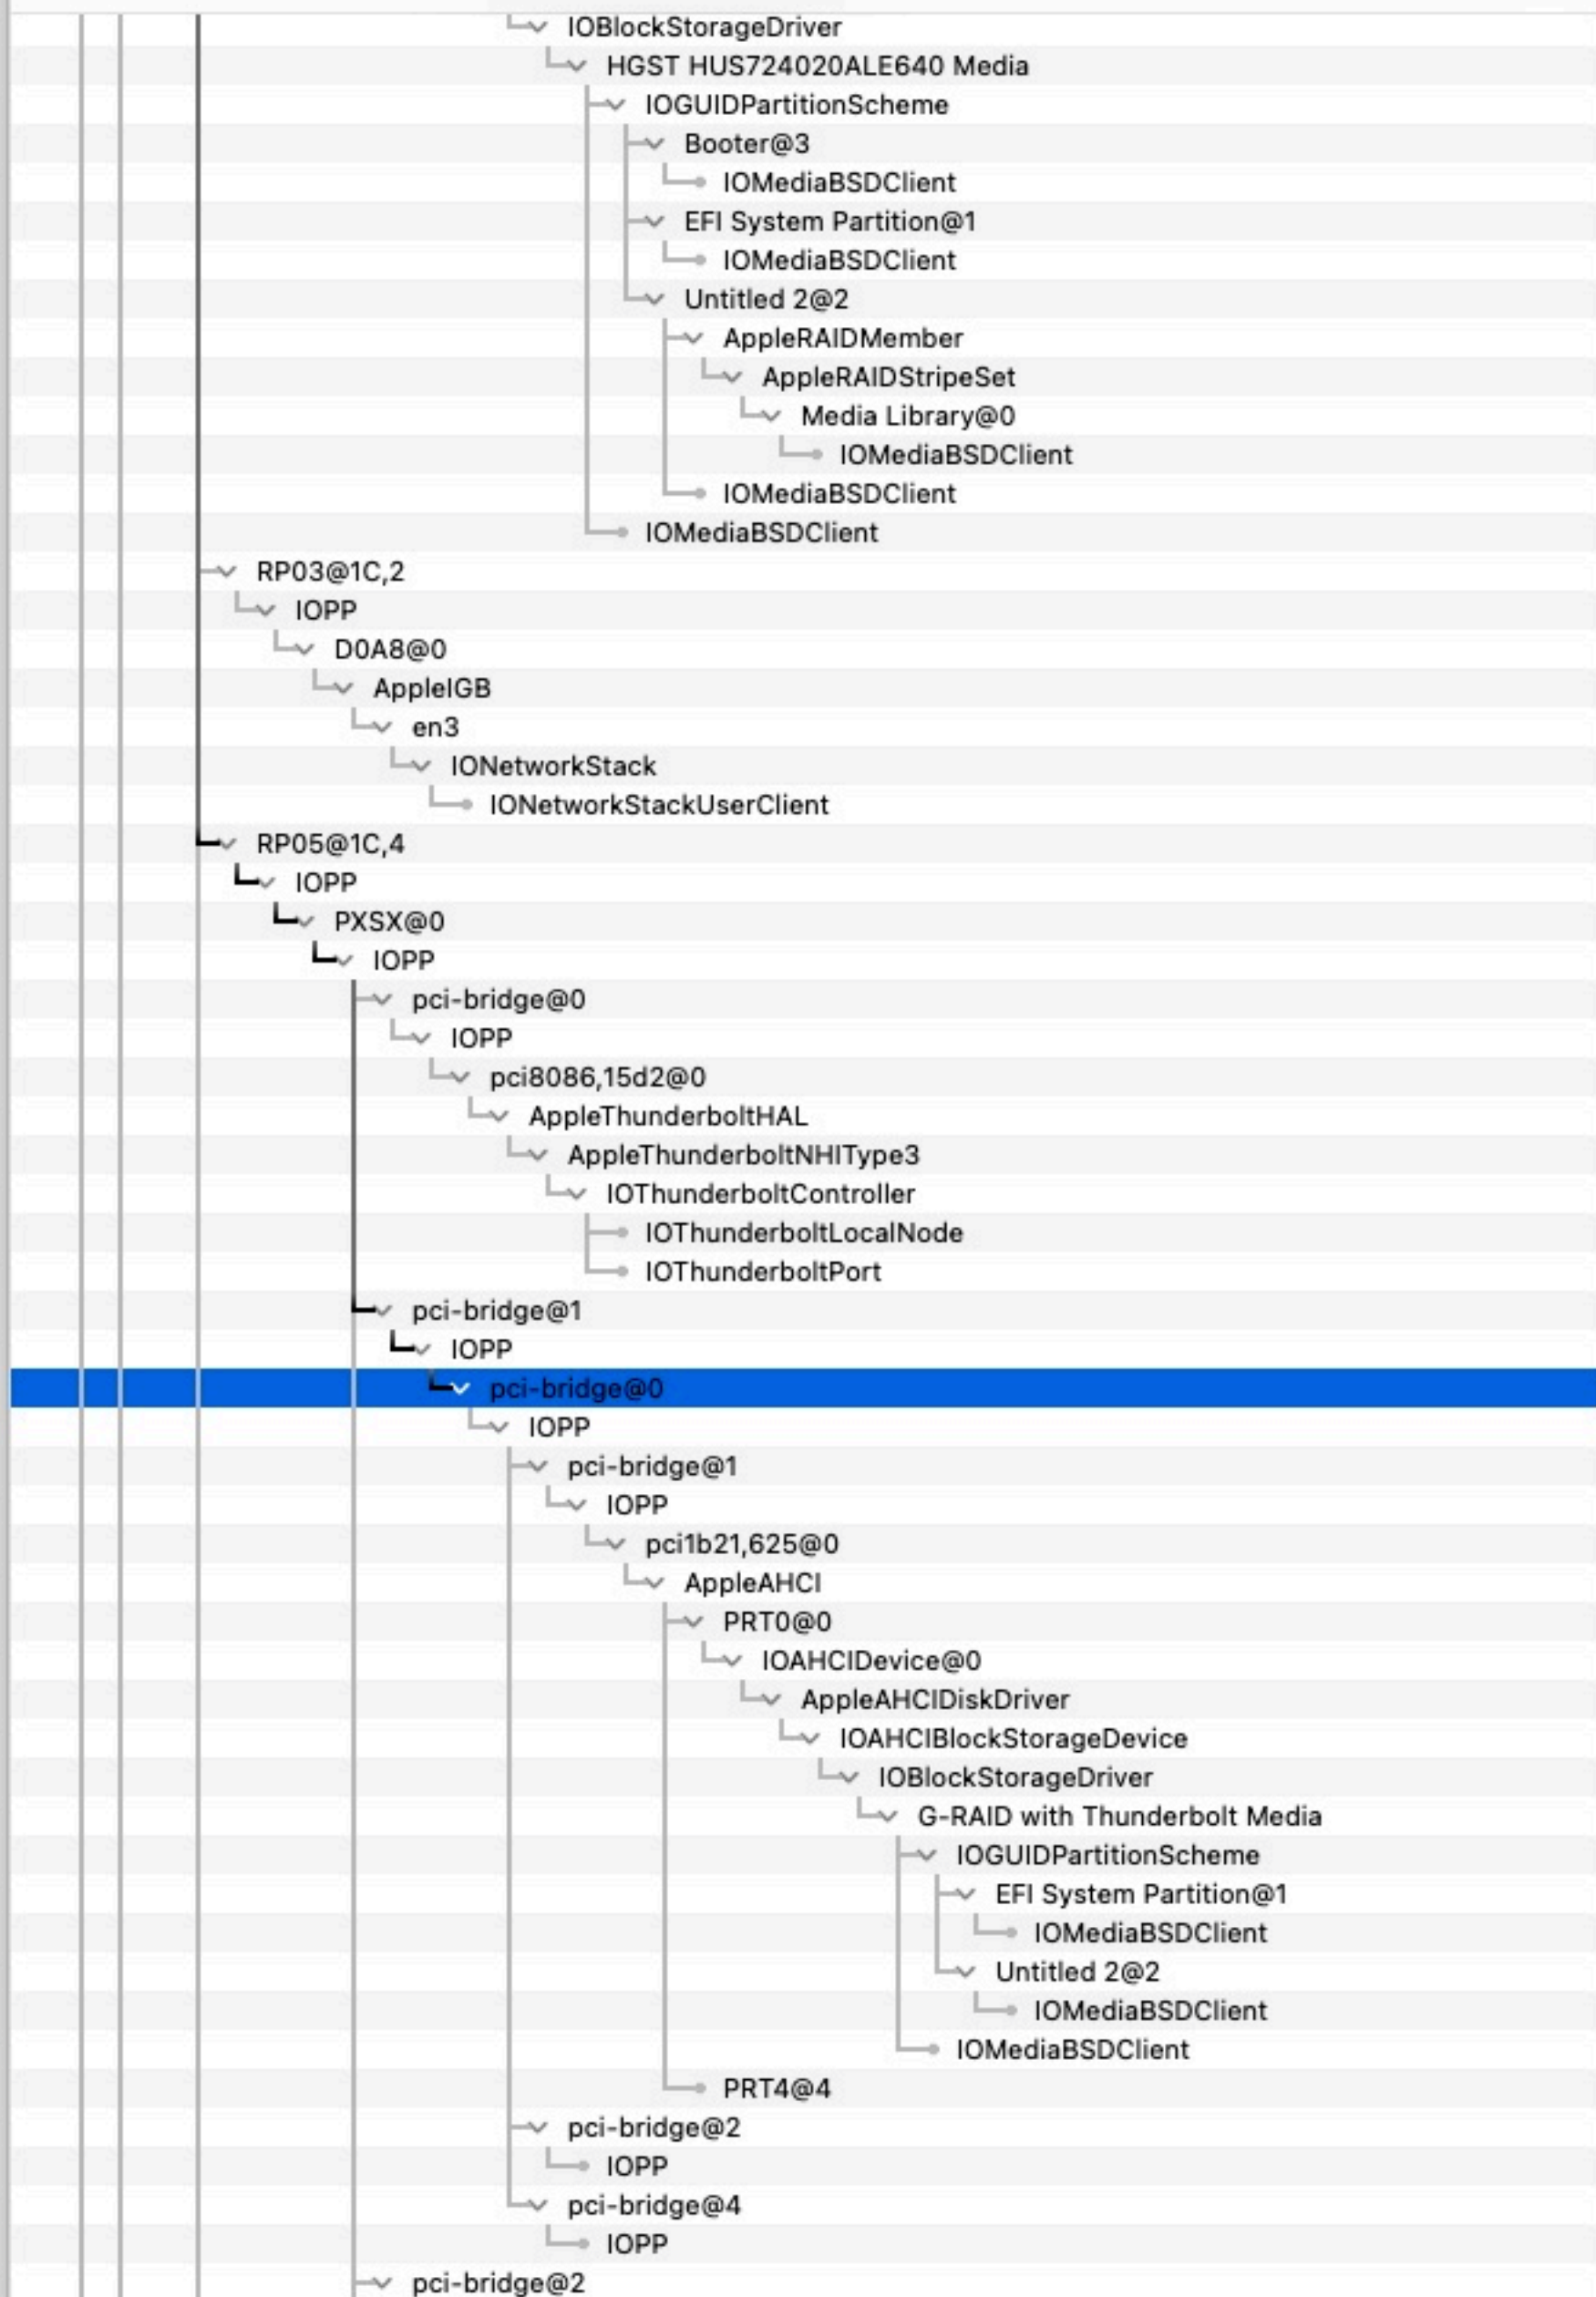 IOBlockStorageDriver
HGST HUS724020ALE640 Media
IOGUIDPartitionScheme
Booter@3
IOMediaBSDClient
EFI System Partition@1
IOMediaBSDClient
Untitled 2@2
AppleRAIDMember
AppleRAIDStripeSet
Media Library@0
IOMediaBSDClient
IOMediaBSDClient
IOMediaBSDClient
RP03@1C,2
IOPP
D0A8@0
AppleIGB
en3
IONetworkStack
IONetworkStackUserClient
RP05@1C,4
IOPP
PXSX@0
IOPP
pci-bridge@0
IOPP
pci8086,15d2@0
AppleThunderboltHAL
AppleThunderboltNHIType3
IOThunderboltController
IOThunderboltLocalNode
IOThunderboltPort
pci-bridge@1
IOPP
pci-bridge@0
IOPP
pci-bridge@1
IOPP
pci1b21,625@0
AppleAHCI
PRT0@0
IOAHCIDevice@0
AppleAHCIDiskDriver
IOAHCIBlockStorageDevice
IOBlockStorageDriver
G-RAID with Thunderbolt Media
IOGUIDPartitionScheme
EFI System Partition@1
IOMediaBSDClient
Untitled 2@2
IOMediaBSDClient
IOMediaBSDClient
PRT4@4
pci-bridge@2
IOPP
pci-bridge@4
IOPP
pci-bridge@2